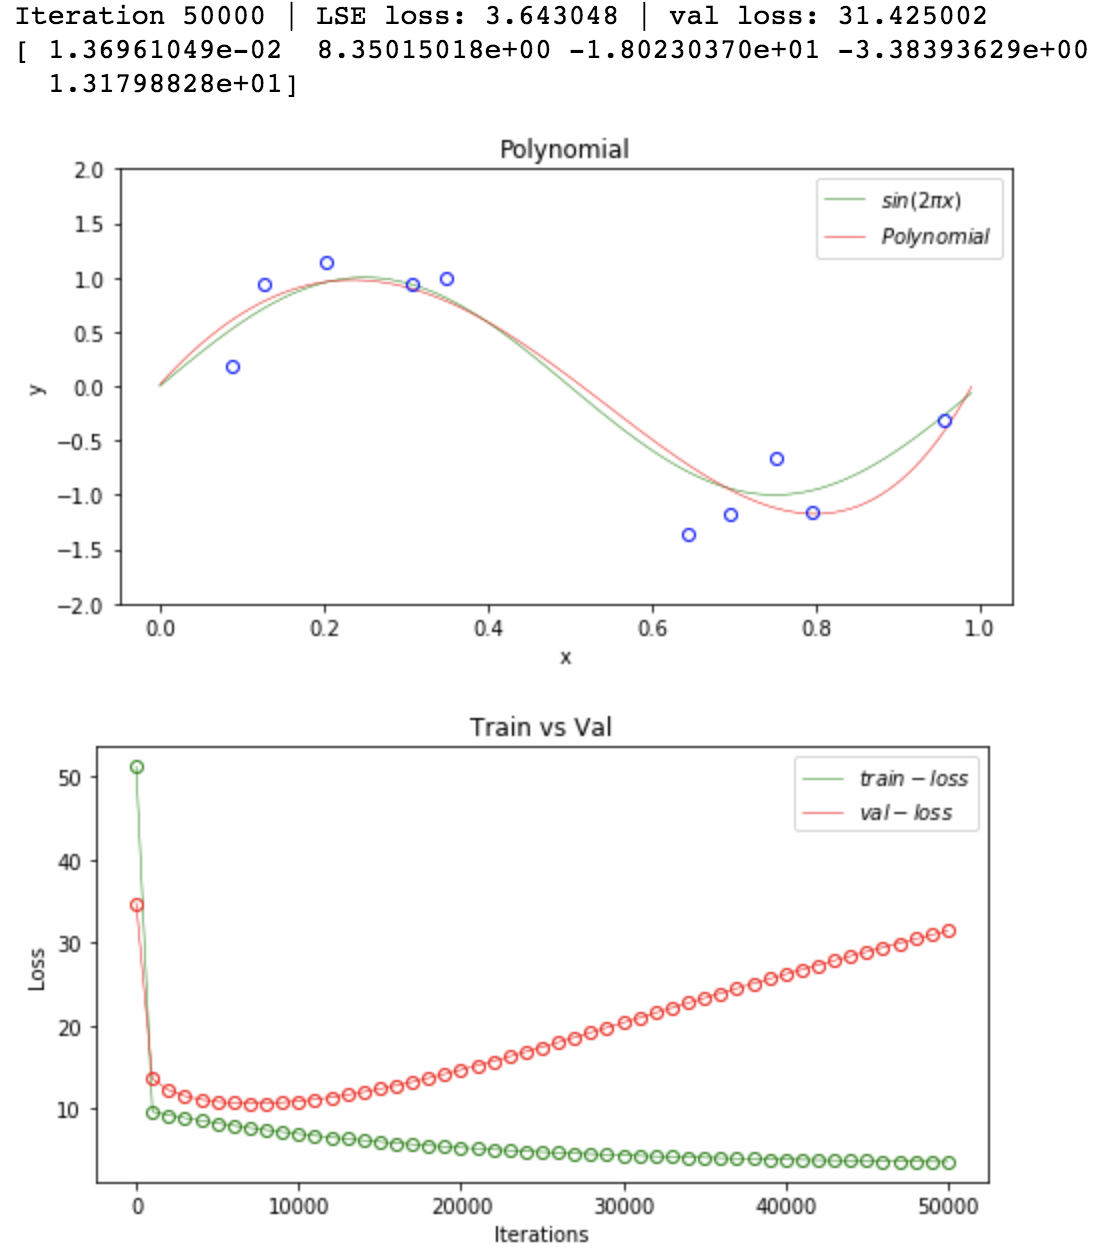 Iteration 50000 | LSE loss: 3.643048 | val loss: 31.425002
[ 1.36961049e-02  8.35015018e+00 -1.80230370e+01 -3.38393629e+00
1.31798828e+01]
Polynomial
2.0
1.5
1.0
0.5
0.0
−0.5
−1.0
−1.5
−2.0
y
sin(2πx)
Polynomial
0.0 0.2 0.4 0.6 0.8 1.0
x
Train vs Val
50
40
30
20
10
Loss
train − loss
val − loss
0 10000 20000 30000 40000 50000
Iterations